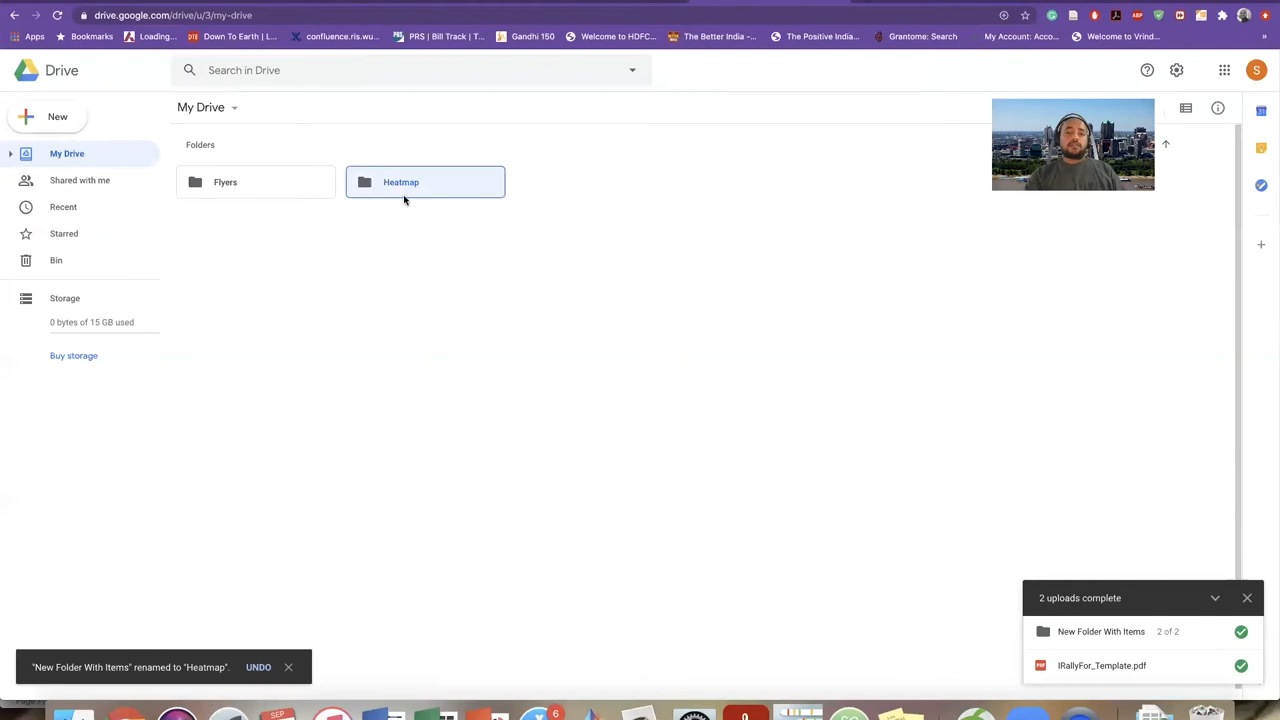 drive.google.com/drive/u/3/my-drive
Apps Bookmarks Loading... Down To Earth | L... confluence.ris.wu... PRS | Bill Track | T... Gandhi 150 Welcome to HDFC... The Better India -... The Positive India... Grantome: Search My Account: Acco... Welcome to Vrind... »
Drive
Search in Drive
S
New
My Drive
Folders
Flyers
Heatmap
My Drive
Shared with me
Recent
Starred
Bin
Storage
0 bytes of 15 GB used
Buy storage
2 uploads complete
New Folder With Items 2 of 2
IRallyFor_Template.pdf
"New Folder With Items" renamed to "Heatmap". UNDO
SEP
6